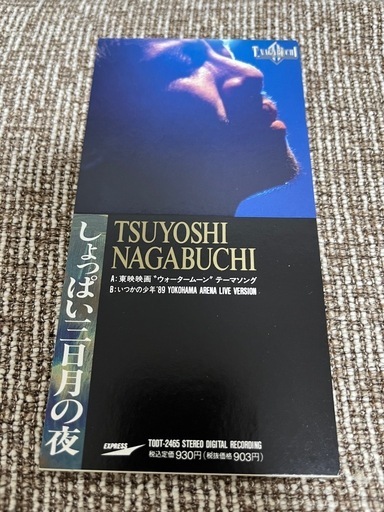 T.NAGABUCHI
TSUYOSHI
NAGABUCHI
A:東映映画"ウォータームーン"テーマソング
B:いつかの少年'89 YOKOHAMA ARENA LIVE VERSION
しょっぱい三日月の夜
EXPRESS
TODT-2465 STEREO DIGITAL RECORDING
税込定価930円(税抜価格903円)